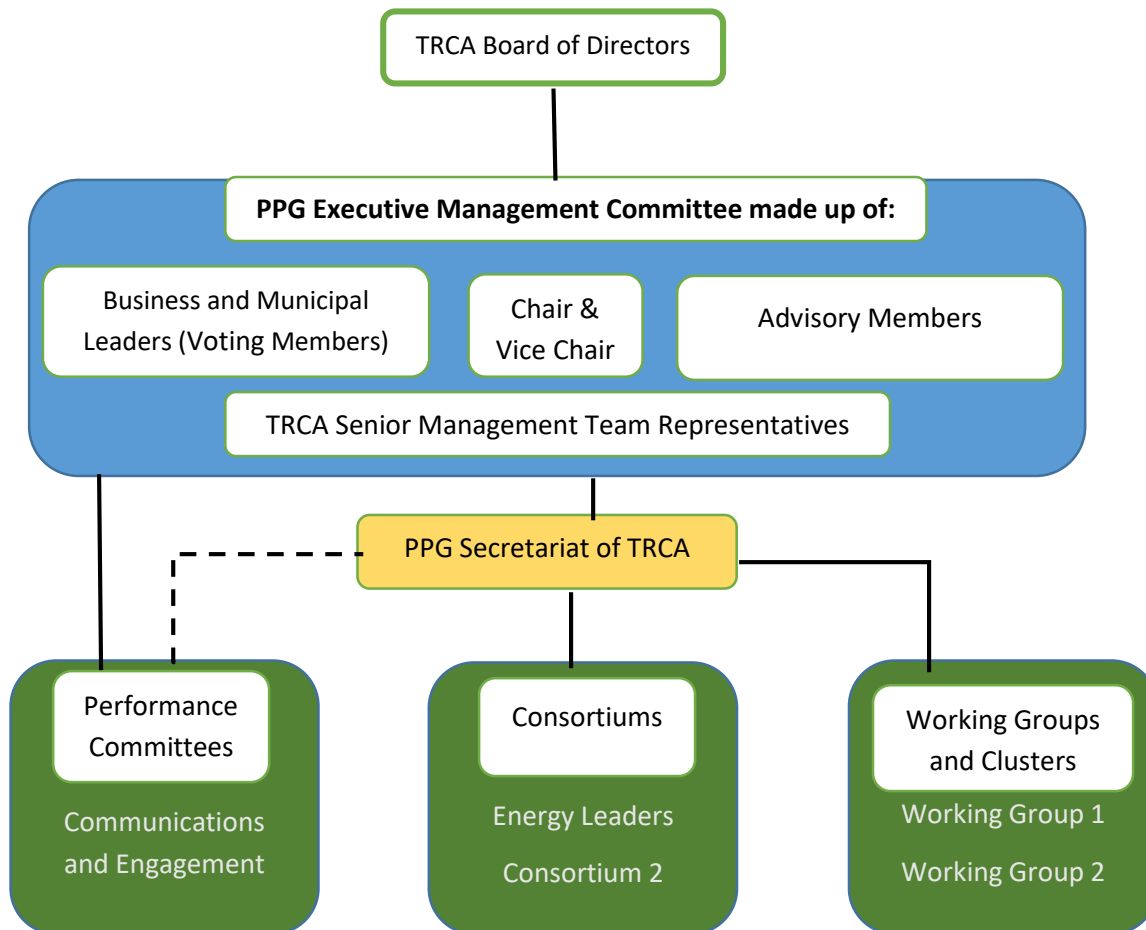 TRCA Board of Directors
PPG Executive Management Committee made up of:
Business and Municipal
Leaders (Voting Members)
Chair &
Vice Chair
Advisory Members
TRCA Senior Management Team Representatives
PPG Secretariat of TRCA
Performance
Committees
Communications
and Engagement
Consortiums
Energy Leaders
Consortium 2
Working Groups
and Clusters
Working Group 1
Working Group 2